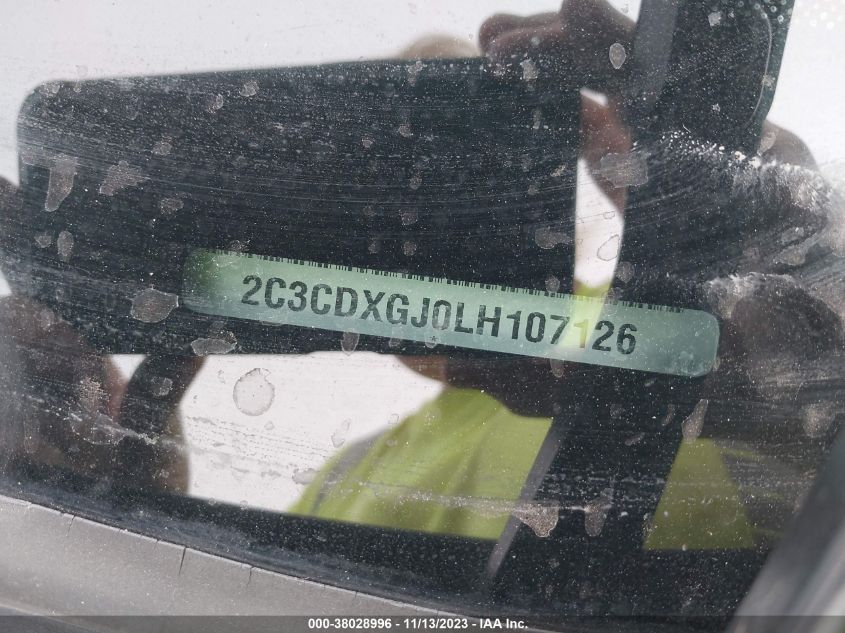 2C3CDXGJ0LH107126
000-38028996 - 11/13/2023 - IAA Inc.